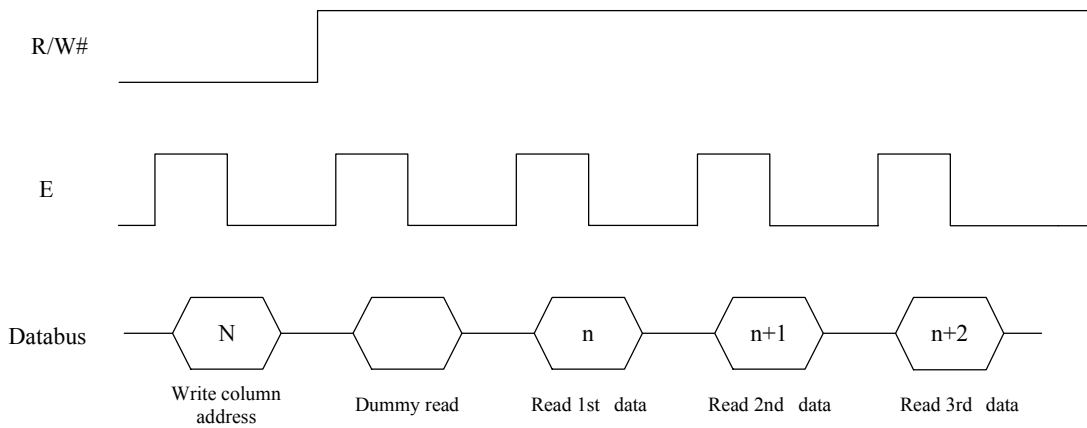 R/W#
E
Databus
N
n
n+1
n+2
Write column
address
Dummy read
Read 1st data
Read 2nd data
Read 3rd data